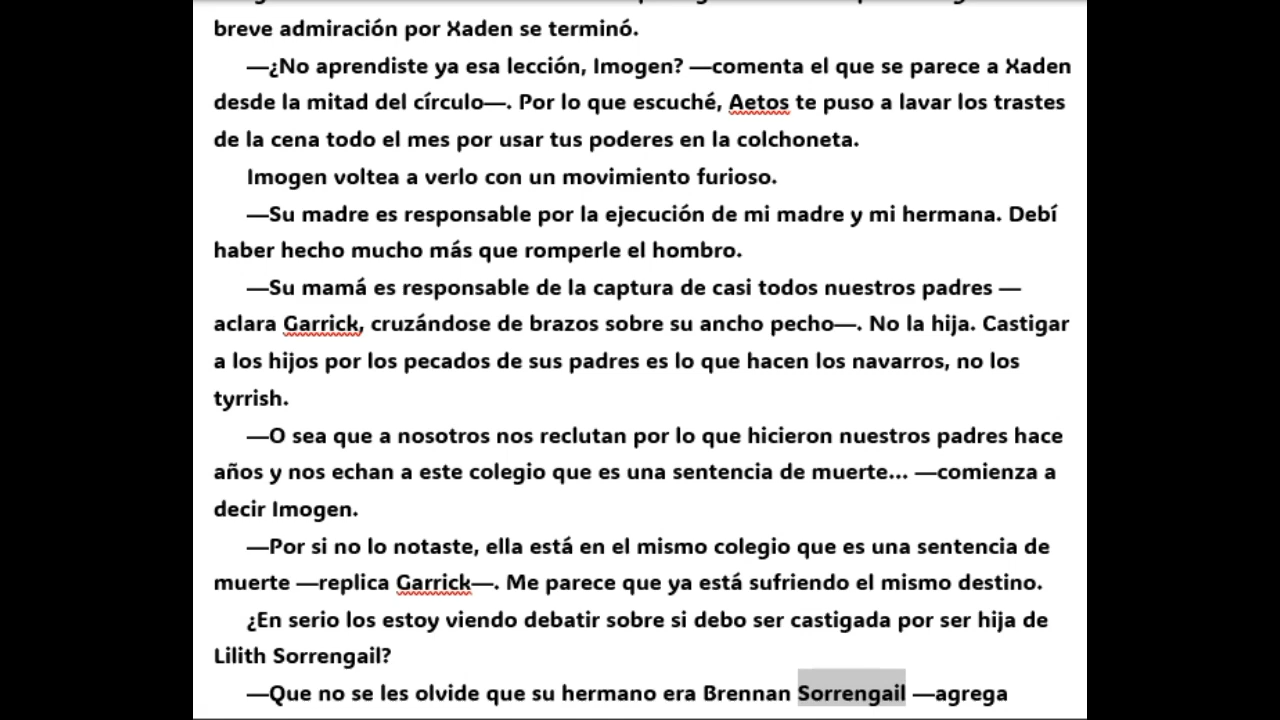 breve admiración por Xaden se terminó.
—¿No aprendiste ya esa lección, Imogen? —comenta el que se parece a Xaden
desde la mitad del círculo—. Por lo que escuché, Aetos te puso a lavar los trastes
de la cena todo el mes por usar tus poderes en la colchoneta.
Imogen voltea a verlo con un movimiento furioso.
—Su madre es responsable por la ejecución de mi madre y mi hermana. Debí
haber hecho mucho más que romperle el hombro.
—Su mamá es responsable de la captura de casi todos nuestros padres —
aclara Garrick, cruzándose de brazos sobre su ancho pecho—. No la hija. Castigar
a los hijos por los pecados de sus padres es lo que hacen los navarros, no los
tyrrish.
—O sea que a nosotros nos reclutan por lo que hicieron nuestros padres hace
años y nos echan a este colegio que es una sentencia de muerte... —comienza a
decir Imogen.
—Por si no lo notaste, ella está en el mismo colegio que es una sentencia de
muerte —replica Garrick—. Me parece que ya está sufriendo el mismo destino.
¿En serio los estoy viendo debatir sobre si debo ser castigada por ser hija de
Lilith Sorrengail?
—Que no se les olvide que su hermano era Brennan Sorrengail —agrega